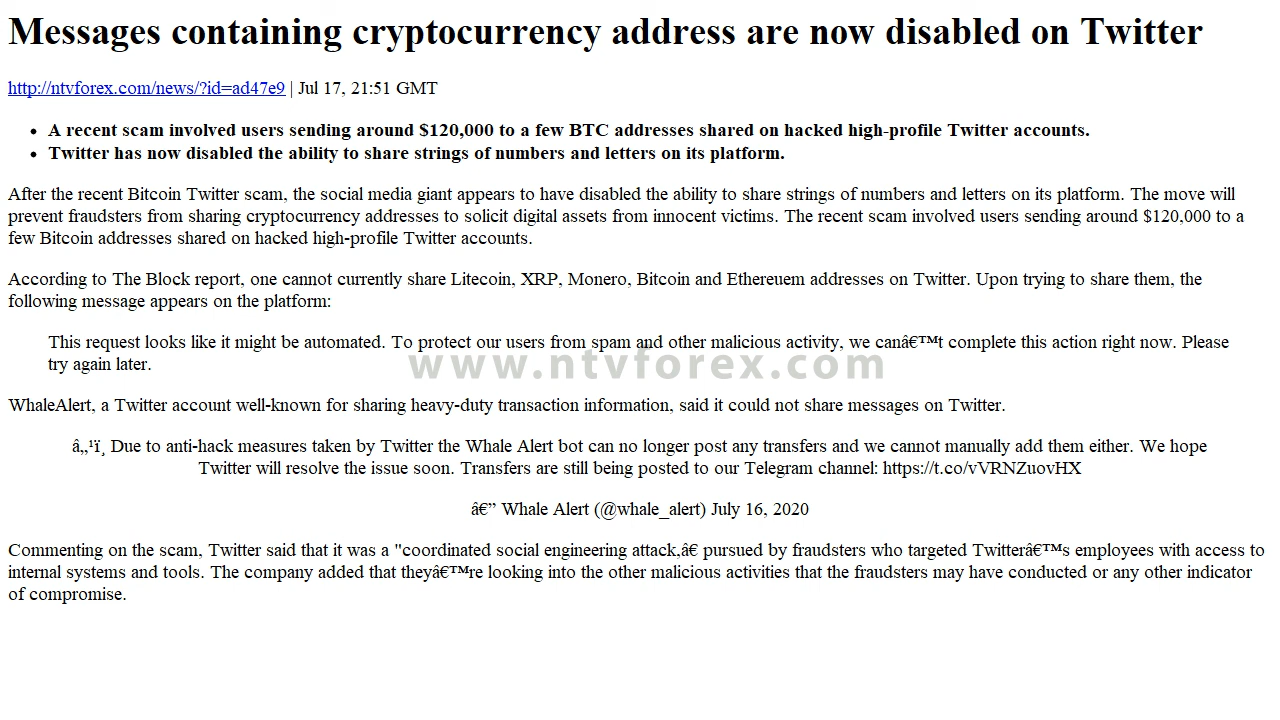 Messages containing cryptocurrency address are now disabled on Twitter
http://ntvforex.com/news/?id=ad47e9 | Jul 17, 21:51 GMT
• A recent scam involved users sending around $120,000 to a few BTC addresses shared on hacked high-profile Twitter accounts.
• Twitter has now disabled the ability to share strings of numbers and letters on its platform.
After the recent Bitcoin Twitter scam, the social media giant appears to have disabled the ability to share strings of numbers and letters on its platform. The move will
prevent fraudsters from sharing cryptocurrency addresses to solicit digital assets from innocent victims. The recent scam involved users sending around $120,000 to a
few Bitcoin addresses shared on hacked high-profile Twitter accounts.
According to The Block report, one cannot currently share Litecoin, XRP, Monero, Bitcoin and Ethereuem addresses on Twitter. Upon trying to share them, the
following message appears on the platform:
This request looks like it might be automated. To protect our users from spam and other malicious activity, we canâ€™t complete this action right now. Please
try again later.
www.ntvforex.com
WhaleAlert, a Twitter account well-known for sharing heavy-duty transaction information, said it could not share messages on Twitter.
â„¹ï¸ Due to anti-hack measures taken by Twitter the Whale Alert bot can no longer post any transfers and we cannot manually add them either. We hope
Twitter will resolve the issue soon. Transfers are still being posted to our Telegram channel: https://t.co/vVRNZuovHX
â€” Whale Alert (@whale_alert) July 16, 2020
Commenting on the scam, Twitter said that it was a "coordinated social engineering attack,â€ pursued by fraudsters who targeted Twitterâ€™s employees with access to
internal systems and tools. The company added that theyâ€™re looking into the other malicious activities that the fraudsters may have conducted or any other indicator
of compromise.